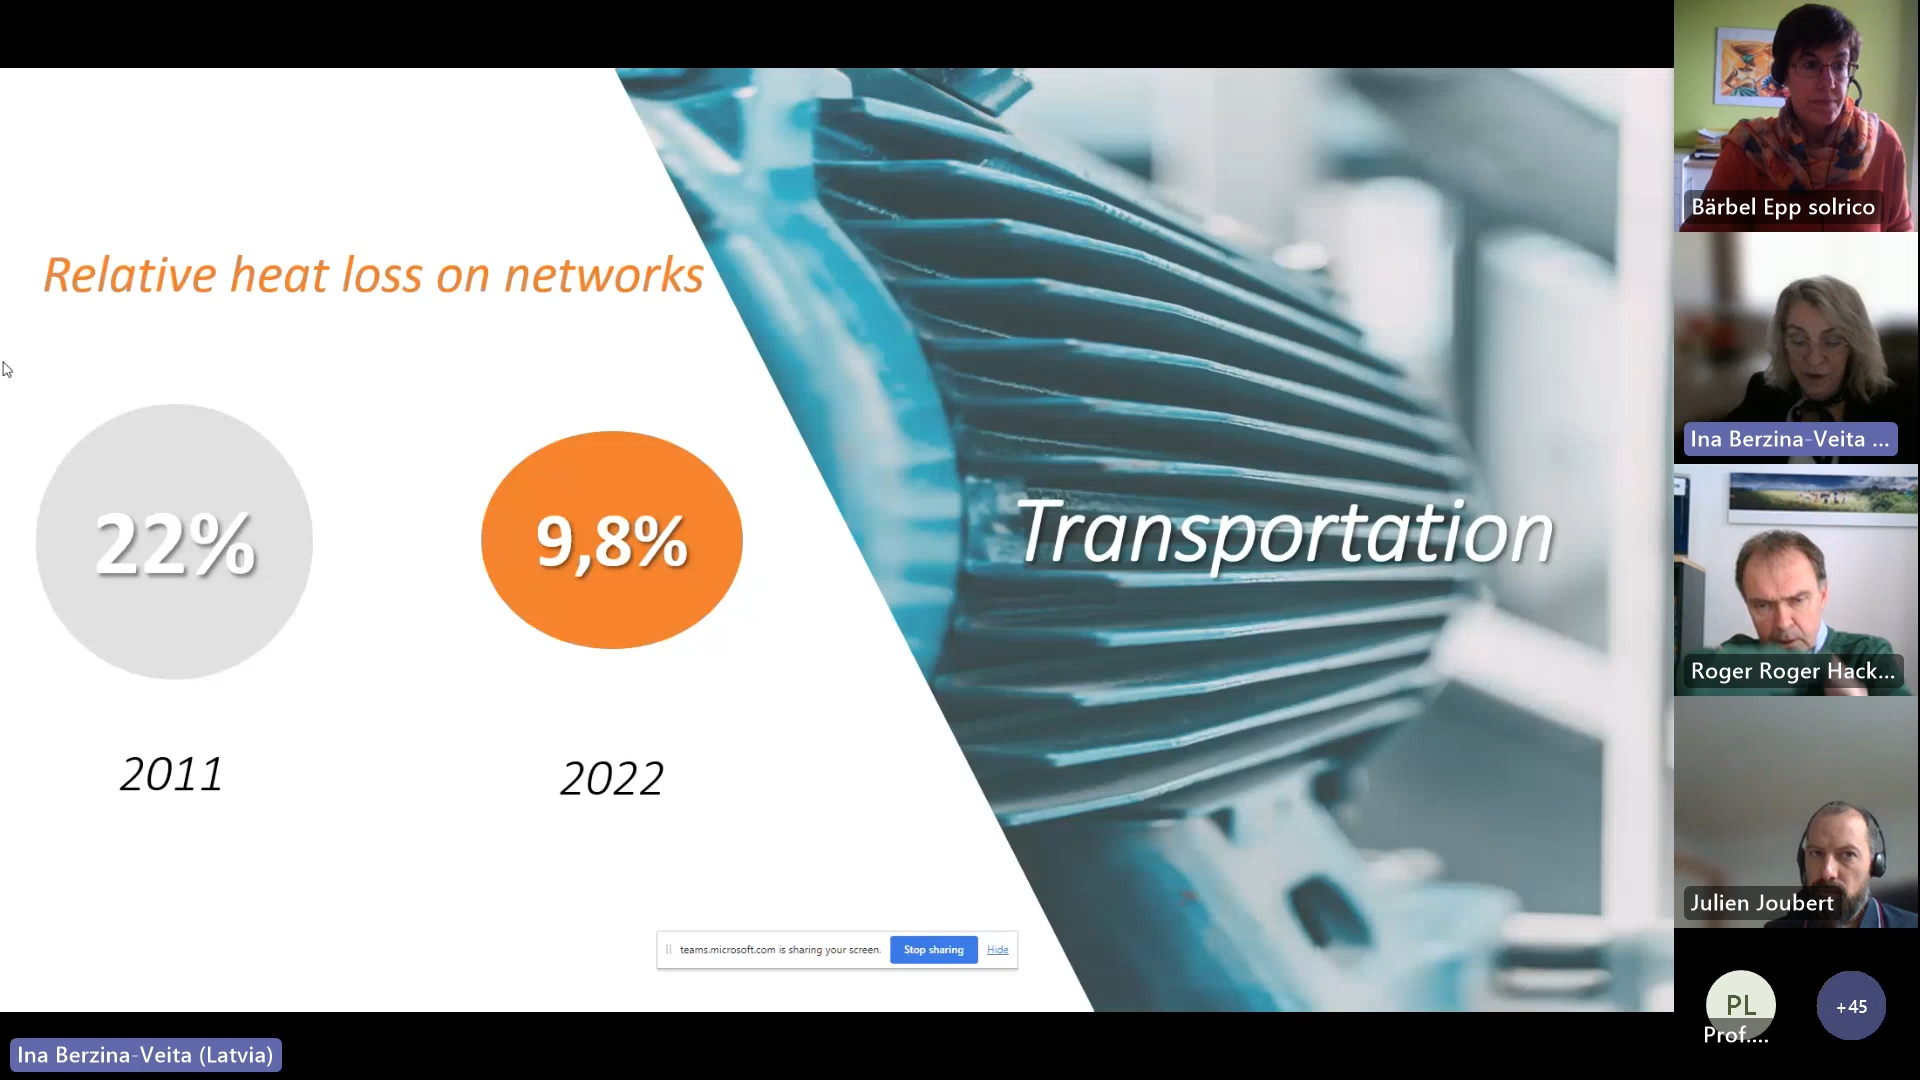 Relative heat loss on networks
22%
9,8%
2011
2022
Transportation
teams.microsoft.com is sharing your screen.
Stop sharing
Hide
Ina Berzina-Veita (Latvia)
Bärbel Epp solrico
Ina Berzina-Veita ...
Roger Roger Hack...
Julien Joubert
PL
Prof....
+45